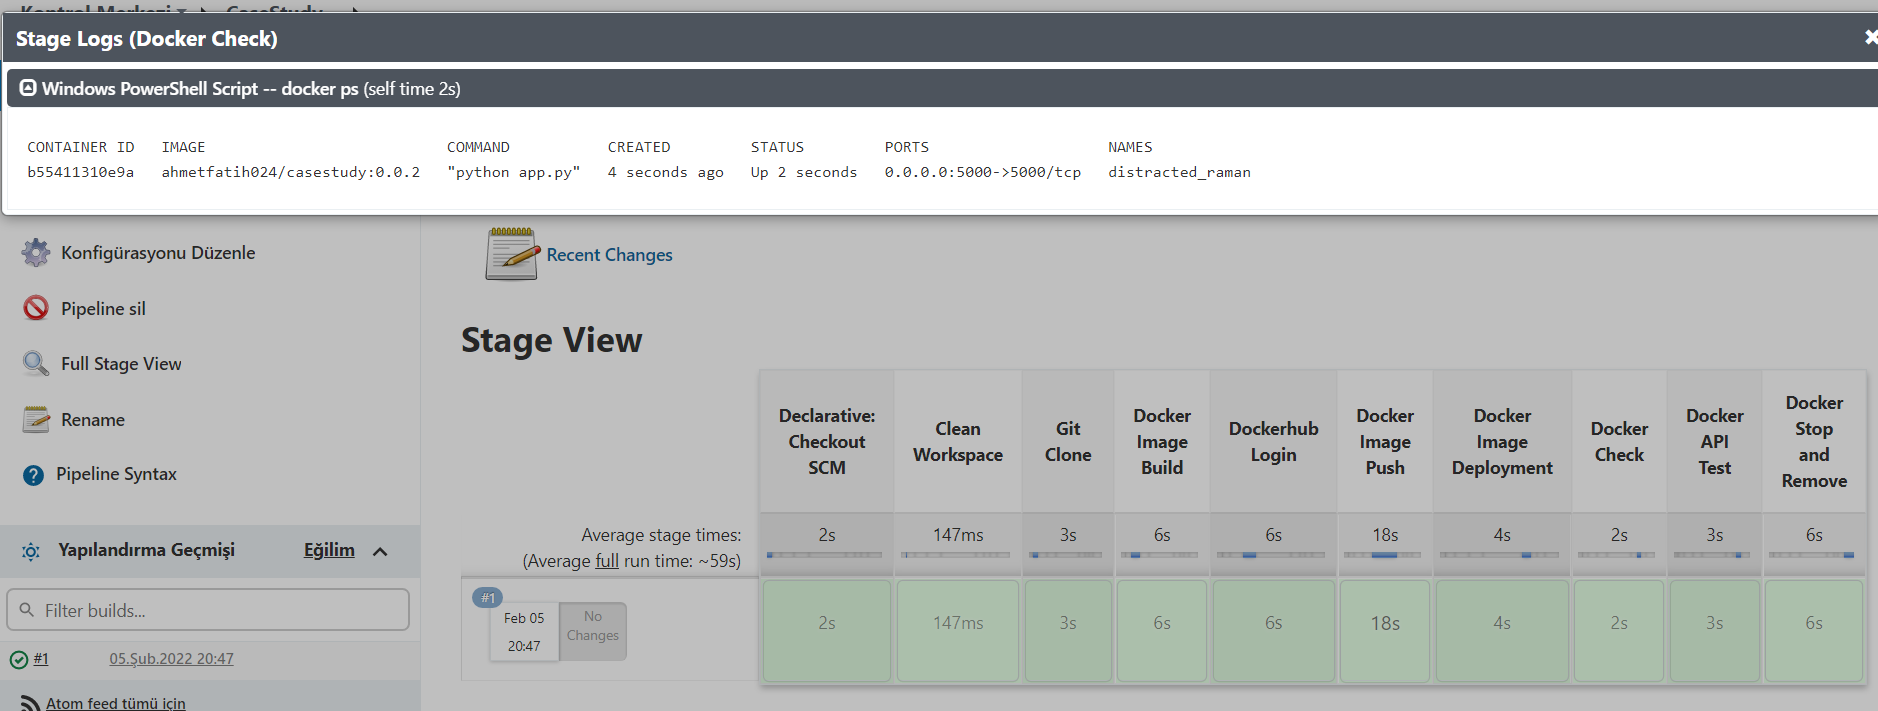 Kontrol Merkezi
CaseStudy
Stage Logs (Docker Check)
Windows PowerShell Script -- docker ps (self time 2s)
CONTAINER ID IMAGE COMMAND CREATED STATUS PORTS NAMES
b55411310e9a ahmetfatih024/casestudy:0.0.2 "python app.py" 4 seconds ago Up 2 seconds 0.0.0.0:5000->5000/tcp distracted_raman
Konfigürasyonu Düzenle
Pipeline sil
Full Stage View
Rename
Pipeline Syntax
Yapılandırma Geçmişi
Eğilim
Filter builds...
#1
05.Şub.2022 20:47
Atom feed tümü için
Recent Changes
Stage View
Declarative: Checkout SCM
Clean Workspace
Git Clone
Docker Image Build
Dockerhub Login
Docker Image Push
Docker Image Deployment
Docker Check
Docker API Test
Docker Stop and Remove
Average stage times:
(Average full run time: ~59s)
2s 147ms 3s 6s 6s 18s 4s 2s 3s 6s
#1
Feb 05
20:47
No
Changes
2s 147ms 3s 6s 6s 18s 4s 2s 3s 6s